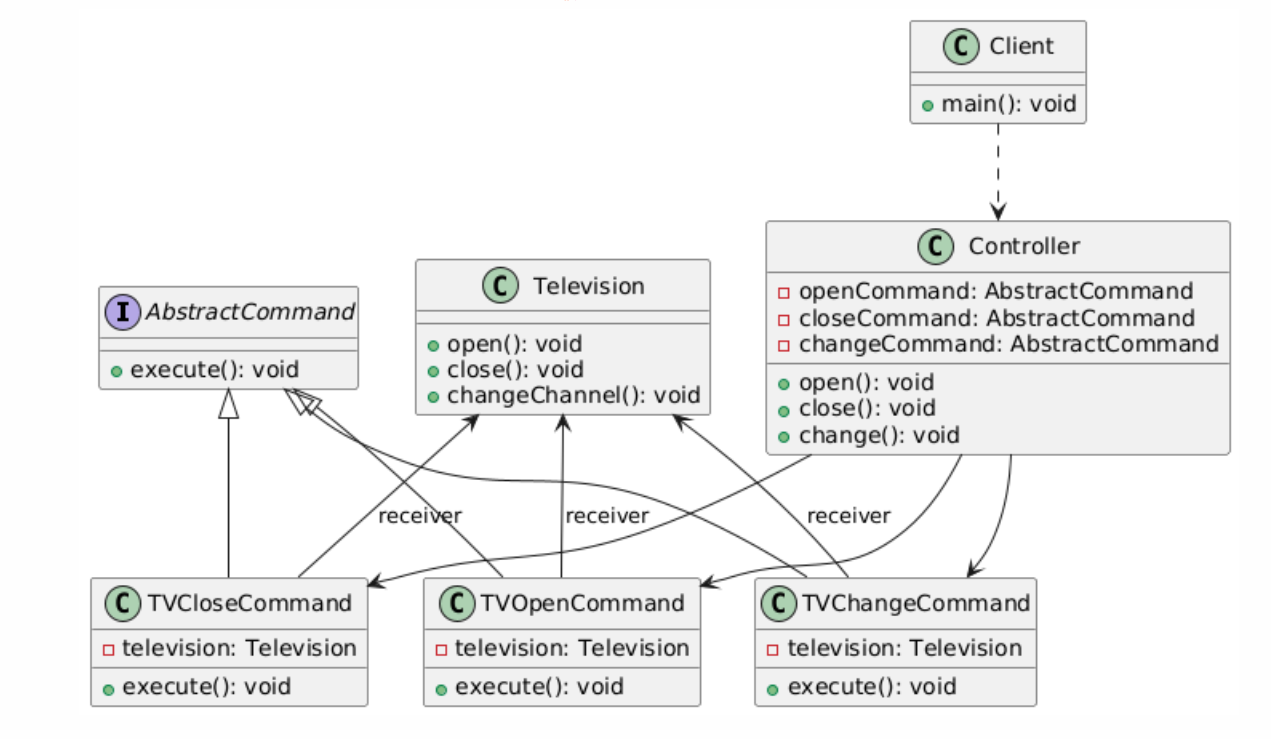 C Client
main(): void
C Controller
openCommand: AbstractCommand
closeCommand: AbstractCommand
changeCommand: AbstractCommand
open(): void
close(): void
change(): void
C Television
open(): void
close(): void
changeChannel(): void
I AbstractCommand
execute(): void
receiver
receiver
receiver
C TVCloseCommand
television: Television
execute(): void
C TVOpenCommand
television: Television
execute(): void
C TVChangeCommand
television: Television
execute(): void